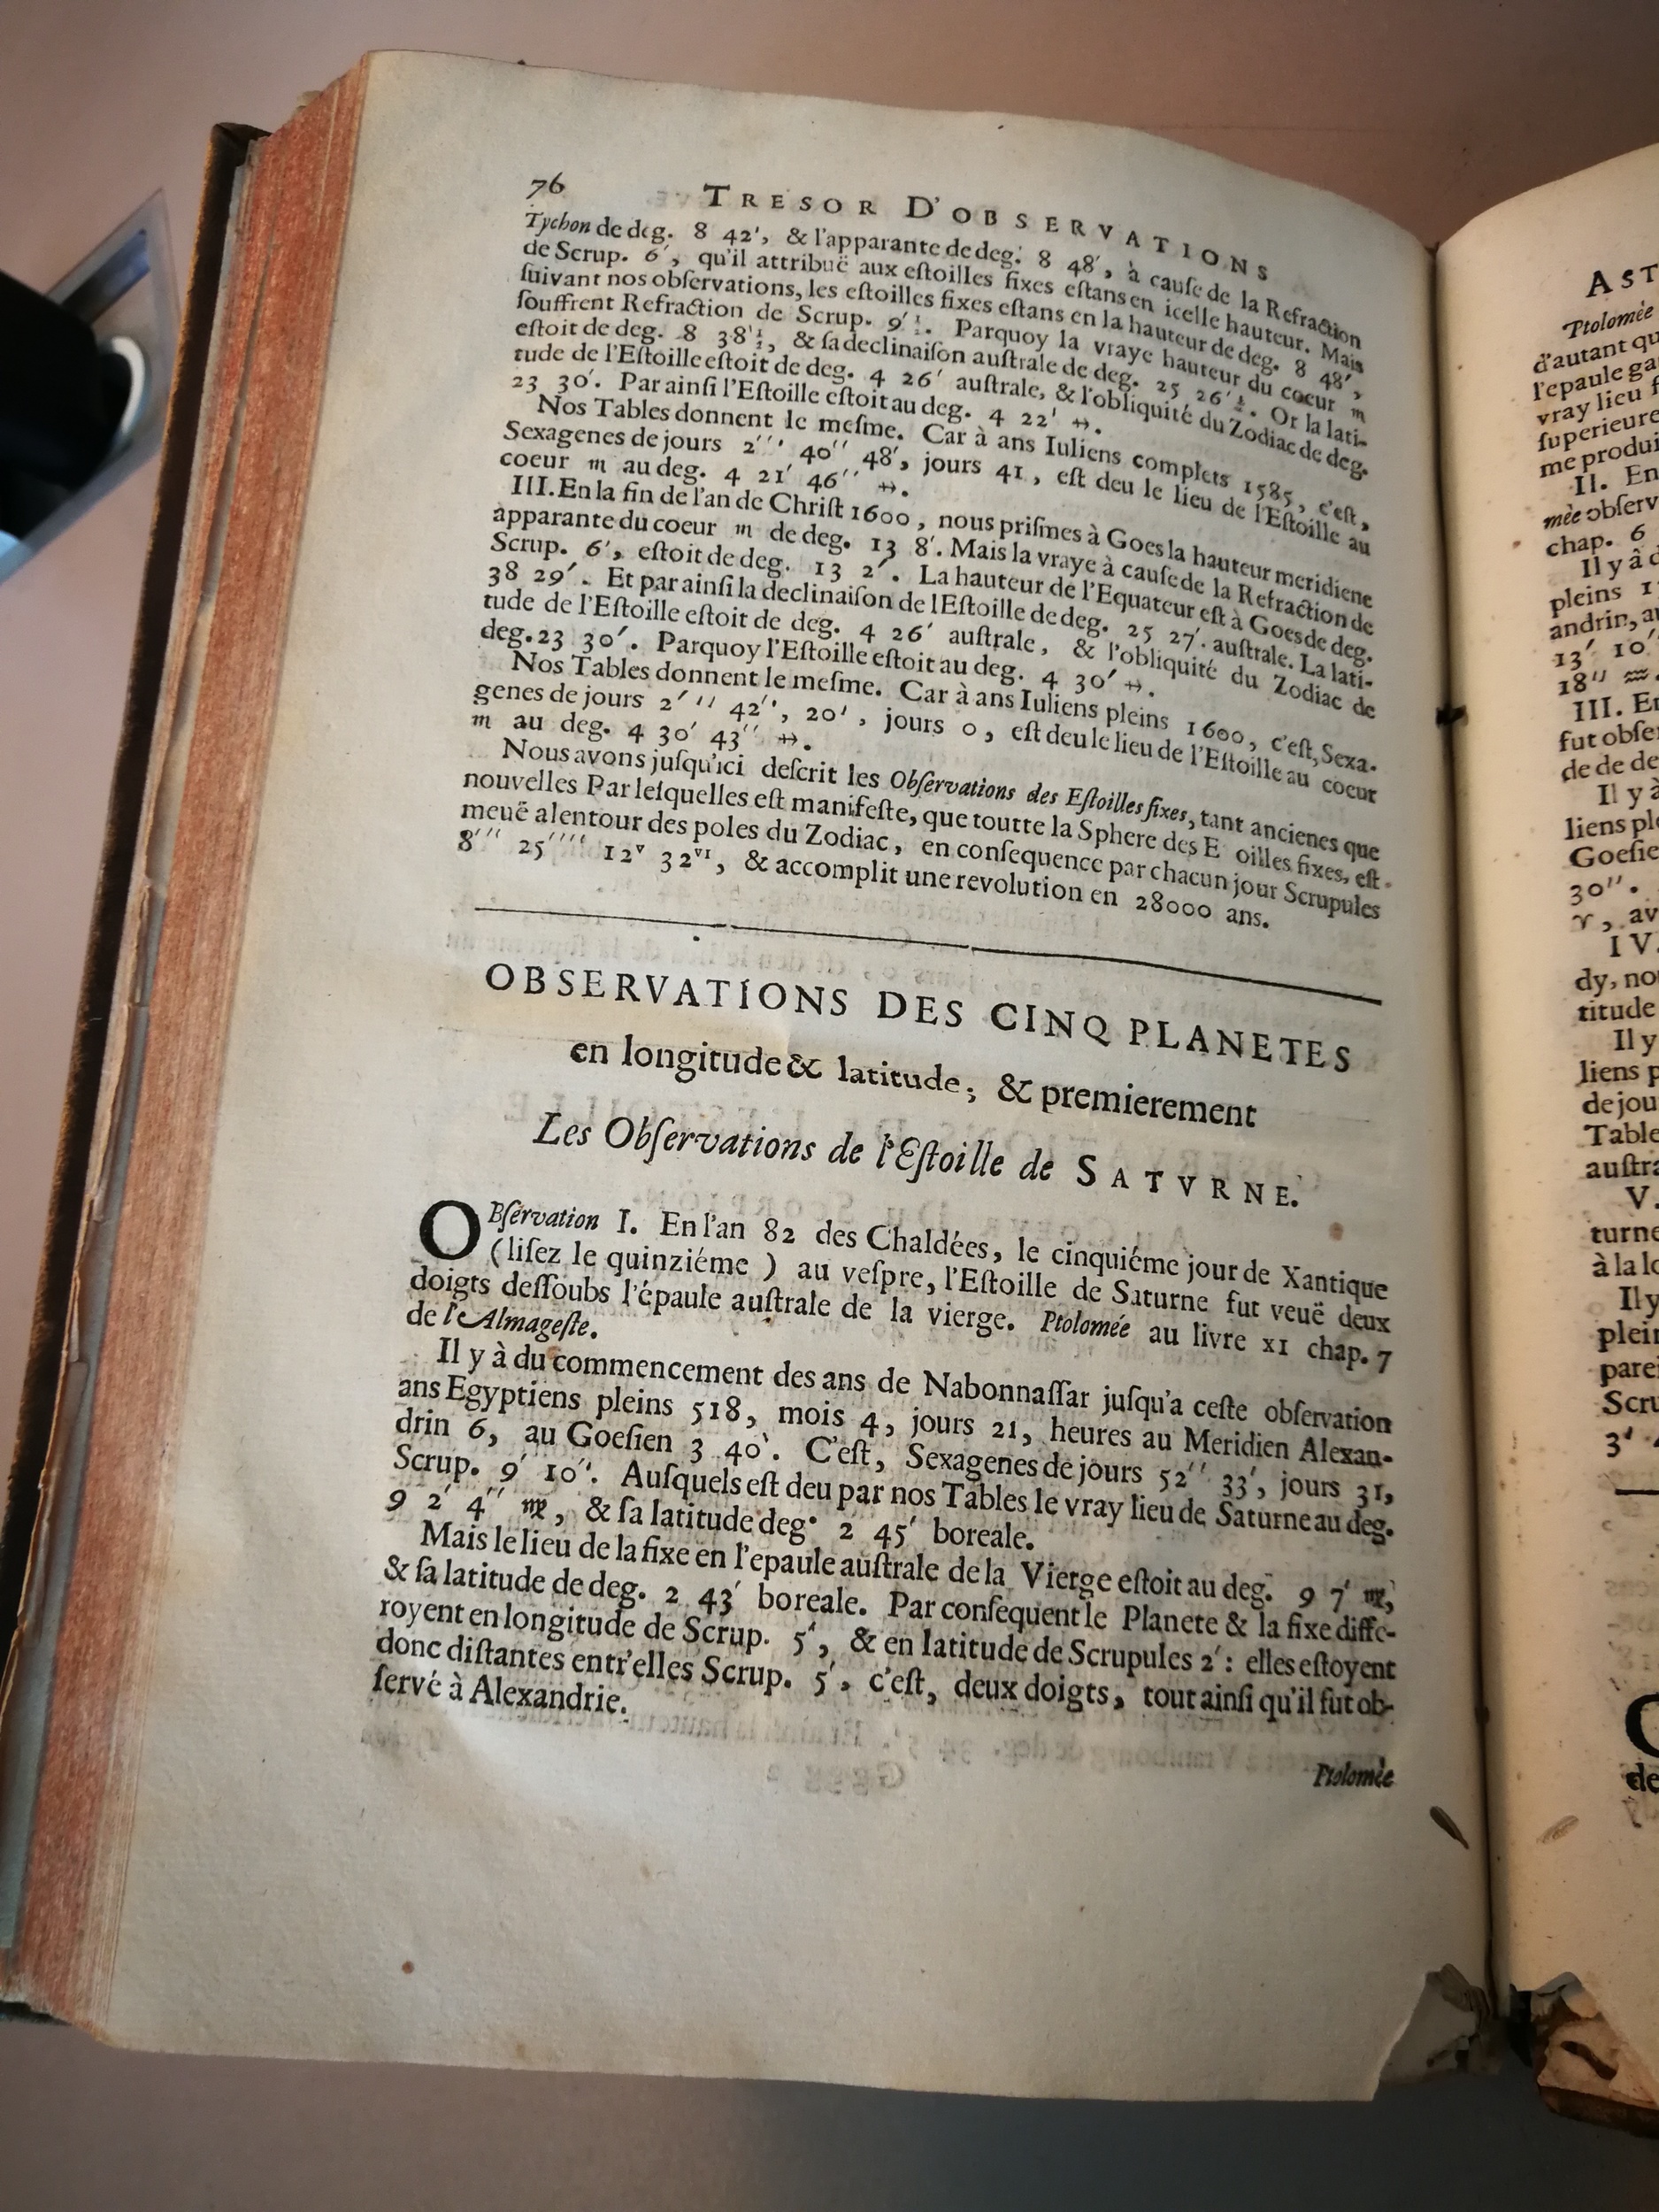 76 TRESOR D'OBSERVATIONS
Tychon de deg. 8 42', & l'apparante de deg. 8 48', à cauſe de la Refraction
de Scrup. 6', qu'il attribuë aux eſtoilles fixes eſtans en icelle hauteur. Mais
ſuivant nos obſervations, les eſtoilles fixes eſtans en la hauteur de deg. 8 48',
ſouffrent Refraction de Scrup. 9'½. Parquoy la vraye hauteur du coeur ♏
eſtoit de deg. 8 38'½, & ſa declinaiſon auſtrale de deg. 25 26'½. Or la lati-
tude de l'Eſtoille eſtoit de deg. 4 26' auſtrale, & l'obliquité du Zodiac de deg.
23 30'. Par ainſi l'Eſtoille eſtoit au deg. 4 22' ♐.
Nos Tables donnent le meſme. Car à ans Iuliens complets 1585, c'eſt,
Sexagenes de jours 2''' 40'' 48', jours 41, eſt deu le lieu de l'Eſtoille au
coeur ♏ au deg. 4 21' 46'' ♐.
III. En la fin de l'an de Chriſt 1600, nous priſmes à Goes la hauteur meridiene
apparante du coeur ♏ de deg. 13 8'. Mais la vraye à cauſe de la Refraction de
Scrup. 6', eſtoit de deg. 13 2'. La hauteur de l'Equateur eſt à Goes de deg.
38 29'. Et par ainſi la declinaiſon de lEſtoille de deg. 25 27'. auſtrale. La lati-
tude de l'Eſtoille eſtoit de deg. 4 26' auſtrale, & l'obliquité du Zodiac de
deg. 23 30'. Parquoy l'Eſtoille eſtoit au deg. 4 30' ♐.
Nos Tables donnent le meſme. Car à ans Iuliens pleins 1600, c'eſt, Sexa-
genes de jours 2''' 42'', 20', jours 0, eſt deu le lieu de l'Eſtoille au coeur
♏ au deg. 4 30' 43'' ♐.
Nous avons juſqu'ici deſcrit les Obſervations des Eſtoilles fixes, tant ancienes que
nouvelles Par leſquelles eſt manifeſte, que toutte la Sphere des E oilles fixes, eſt
meuë alentour des poles du Zodiac, en conſequence par chacun jour Scrupules
8''' 25'''' 12ᵛ 32ᵛᶦ, & accomplit une revolution en 28000 ans.
OBSERVATIONS DES CINQ PLANETES
en longitude & latitude; & premierement
Les Obſervations de l'Eſtoille de SATVRNE.
OBſervation I. En l'an 82 des Chaldées, le cinquiéme jour de Xantique
(liſez le quinziéme) au veſpre, l'Eſtoille de Saturne fut veuë deux
doigts deſſoubs l'épaule auſtrale de la vierge. Ptolomée au livre XI chap. 7
de l'Almageſte.
Il y à du commencement des ans de Nabonnaſſar juſqu'a ceſte obſervation
ans Egyptiens pleins 518, mois 4, jours 21, heures au Meridien Alexan-
drin 6, au Goeſien 3 40'. C'eſt, Sexagenes de jours 52'' 33', jours 31,
Scrup. 9' 10''. Auſquels eſt deu par nos Tables le vray lieu de Saturne au deg.
9 2' 4'' ♍, & ſa latitude deg. 2 45' boreale.
Mais le lieu de la fixe en l'epaule auſtrale de la Vierge eſtoit au deg. 9 7' ♍,
& ſa latitude de deg. 2 43' boreale. Par conſequent le Planete & la fixe diffe-
royent en longitude de Scrup. 5', & en latitude de Scrupules 2': elles eſtoyent
donc diſtantes entr'elles Scrup. 5', c'eſt, deux doigts, tout ainſi qu'il fut ob-
ſervé à Alexandrie.
Ptolomèe
AST
Ptolomèe
d'autant qu
l'epaule ga
vray lieu f
ſuperieure
me produi
II. En
mèe obſerv
chap. 6
Il y â d
pleins 1
andrin, au
13' 10'
18'' ♒.
III. En
fut obſer
de de de
Il y à
liens ple
Goeſie
30''.
♈, av
IV.
dy, no
titude
Il y
liens p
de jou
Table
auſtra
V.
turne
à la lo
Il y
plein
parei
Scru
3'
de